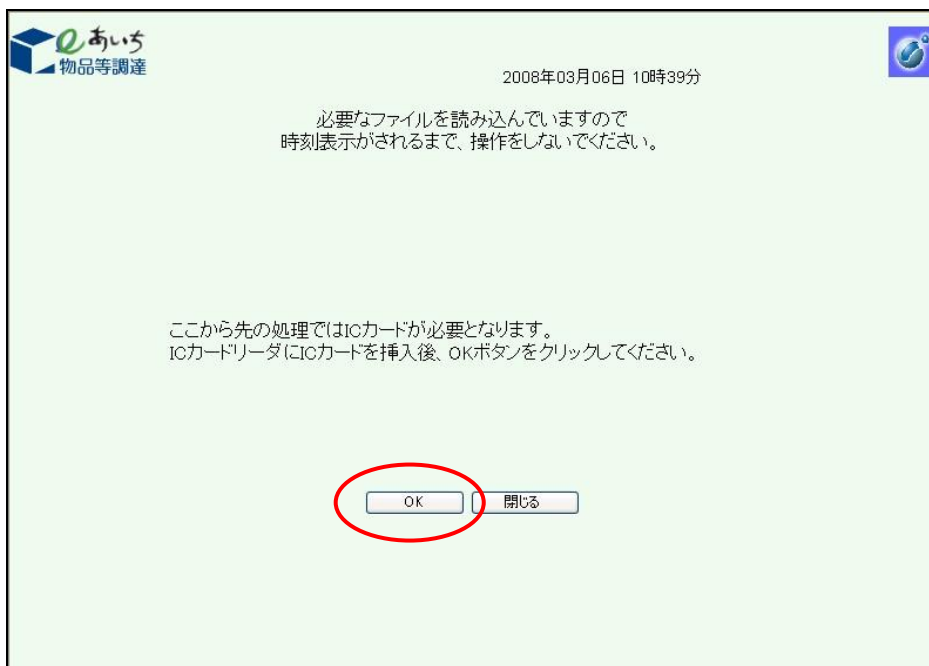 eあいち
物品等調達
2008年03月06日 10時39分
必要なファイルを読み込んでいますので
時刻表示がされるまで、操作をしないでください。
ここから先の処理ではICカードが必要となります。
ICカードリーダにICカードを挿入後、OKボタンをクリックしてください。
OK 閉じる